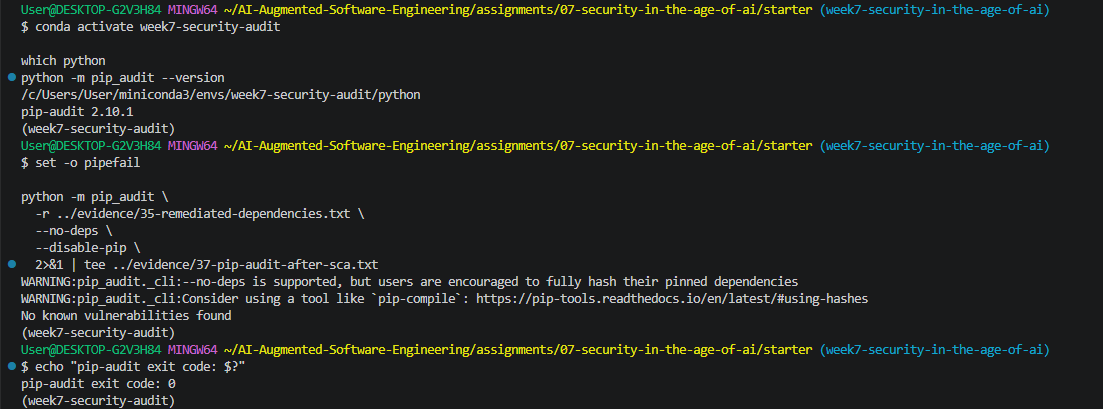 User@DESKTOP-G2V3H84 MINGW64 ~/AI-Augmented-Software-Engineering/assignments/07-security-in-the-age-of-ai/starter (week7-security-in-the-age-of-ai)
$ conda activate week7-security-audit
which python
python -m pip_audit --version
/c/Users/User/miniconda3/envs/week7-security-audit/python
pip-audit 2.10.1
(week7-security-audit)
User@DESKTOP-G2V3H84 MINGW64 ~/AI-Augmented-Software-Engineering/assignments/07-security-in-the-age-of-ai/starter (week7-security-in-the-age-of-ai)
$ set -o pipefail
python -m pip_audit \
  -r ../evidence/35-remediated-dependencies.txt \
  --no-deps \
  --disable-pip \
  2>&1 | tee ../evidence/37-pip-audit-after-sca.txt
WARNING:pip_audit._cli:--no-deps is supported, but users are encouraged to fully hash their pinned dependencies
WARNING:pip_audit._cli:Consider using a tool like `pip-compile`: https://pip-tools.readthedocs.io/en/latest/#using-hashes
No known vulnerabilities found
(week7-security-audit)
User@DESKTOP-G2V3H84 MINGW64 ~/AI-Augmented-Software-Engineering/assignments/07-security-in-the-age-of-ai/starter (week7-security-in-the-age-of-ai)
$ echo "pip-audit exit code: $?"
pip-audit exit code: 0
(week7-security-audit)